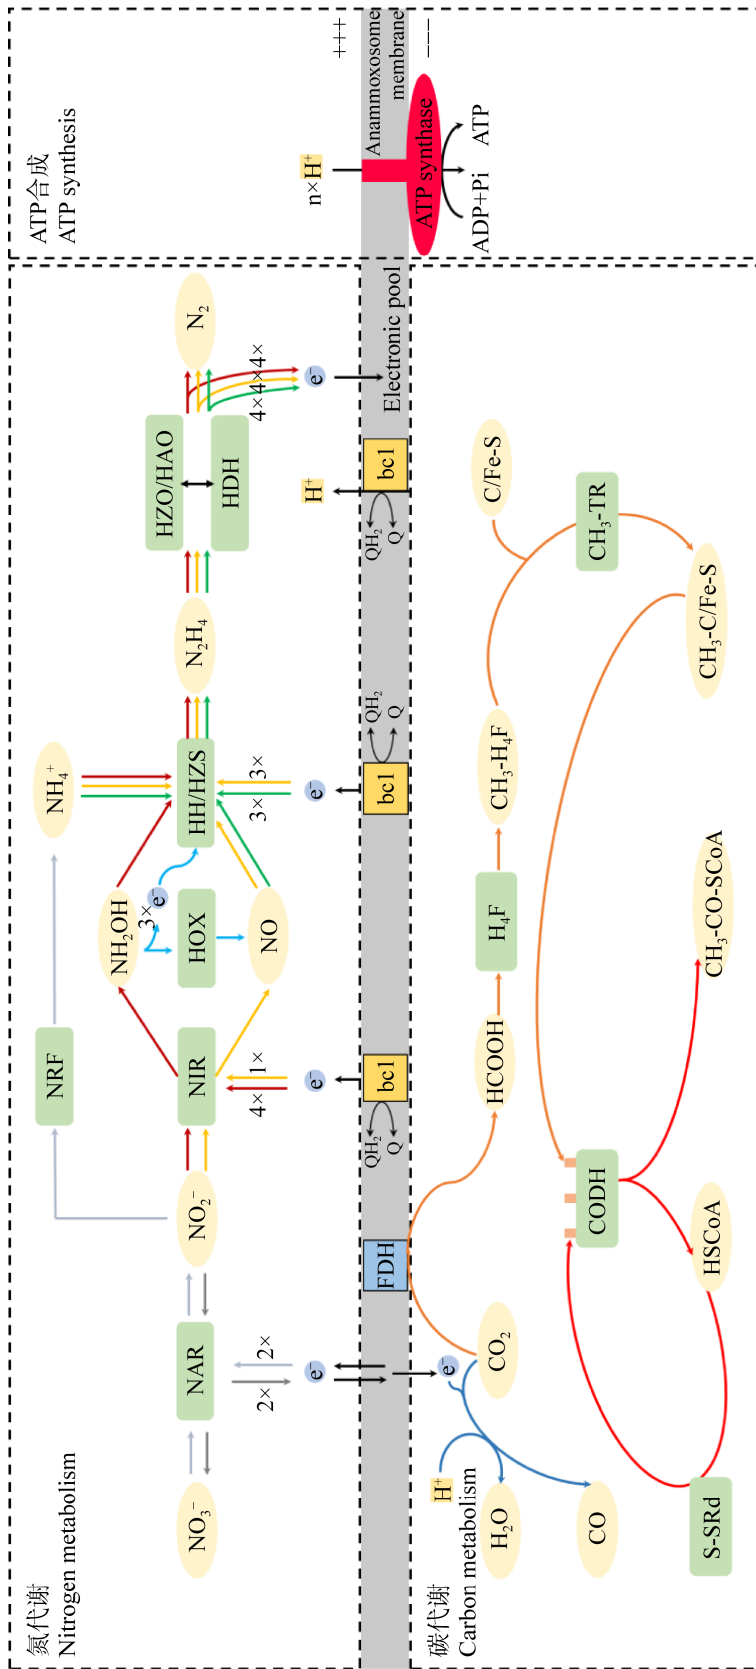 氮代谢
Nitrogen metabolism
NO₃⁻
NAR
NO₂⁻
NRF
NIR
NH₂OH
3×
e⁻
HOX
NO
NH₄⁺
HH/HZS
N₂H₄
HZO/HAO
HDH
N₂
2×
2×
e⁻
4×
1×
e⁻
3×
3×
e⁻
4×
4×
4×
e⁻
H⁺
FDH
QH₂
Q
bc1
bc1
QH₂
Q
QH₂
Q
bc1
Electronic pool
ATP合成
ATP synthesis
n×H⁺
+++
Anammoxosome
membrane
−−−
ATP synthase
ADP+Pi
ATP
碳代谢
Carbon metabolism
H⁺
e⁻
H₂O
CO₂
CO
HCOOH
H₄F
CH₃-H₄F
C/Fe-S
CH₃-TR
CH₃-C/Fe-S
CODH
HSCoA
CH₃-CO-SCoA
S-SRd